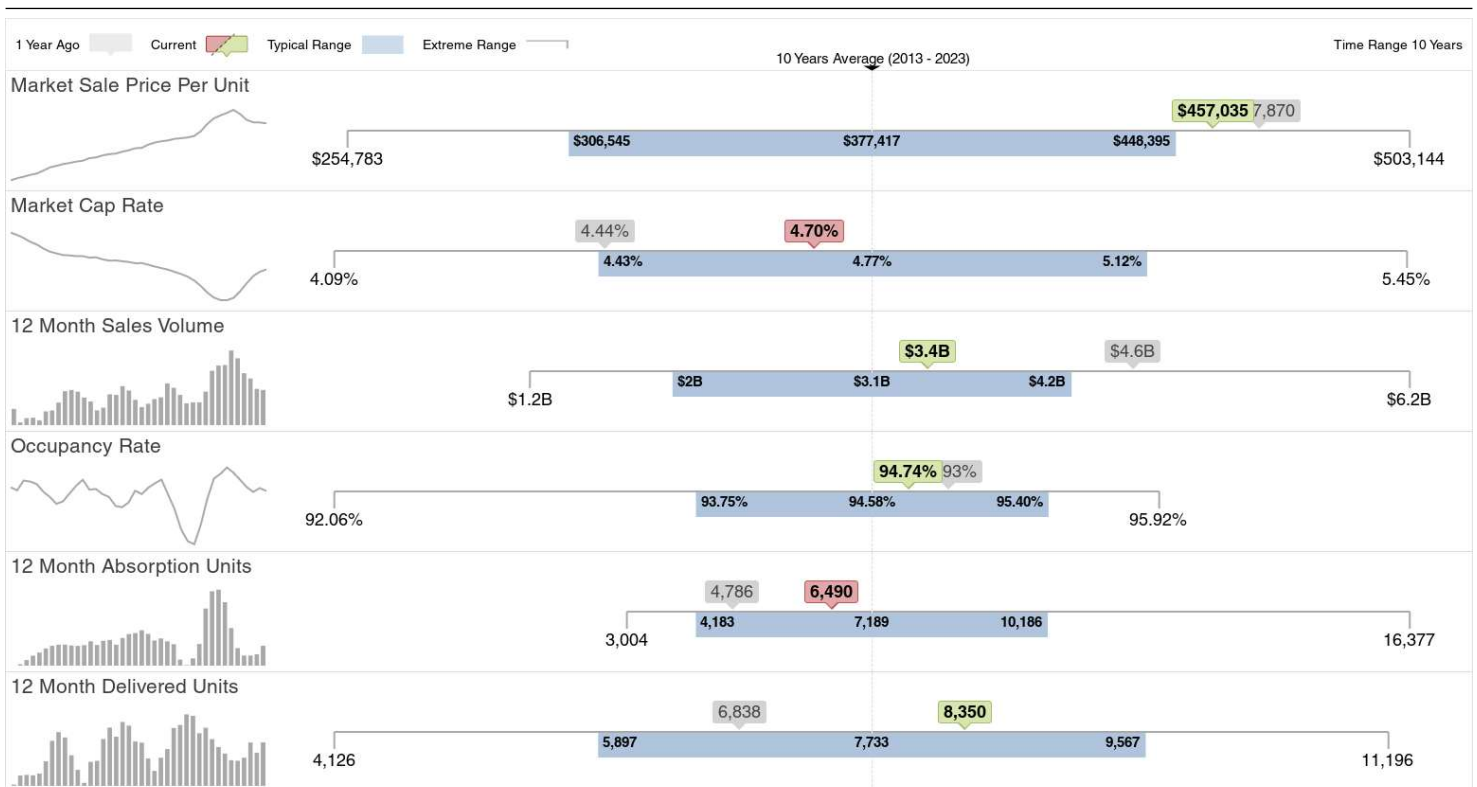 1 Year Ago Current Typical Range Extreme Range Time Range 10 Years
10 Years Average (2013 - 2023)
Market Sale Price Per Unit
$457,035 7,870
$306,545 $377,417 $448,395
$254,783 $503,144
Market Cap Rate
4.44% 4.70%
4.43% 4.77% 5.12%
4.09% 5.45%
12 Month Sales Volume
$3.4B $4.6B
$2B $3.1B $4.2B
$1.2B $6.2B
Occupancy Rate
94.74% 93%
93.75% 94.58% 95.40%
92.06% 95.92%
12 Month Absorption Units
4,786 6,490
4,183 7,189 10,186
3,004 16,377
12 Month Delivered Units
6,838 8,350
5,897 7,733 9,567
4,126 11,196